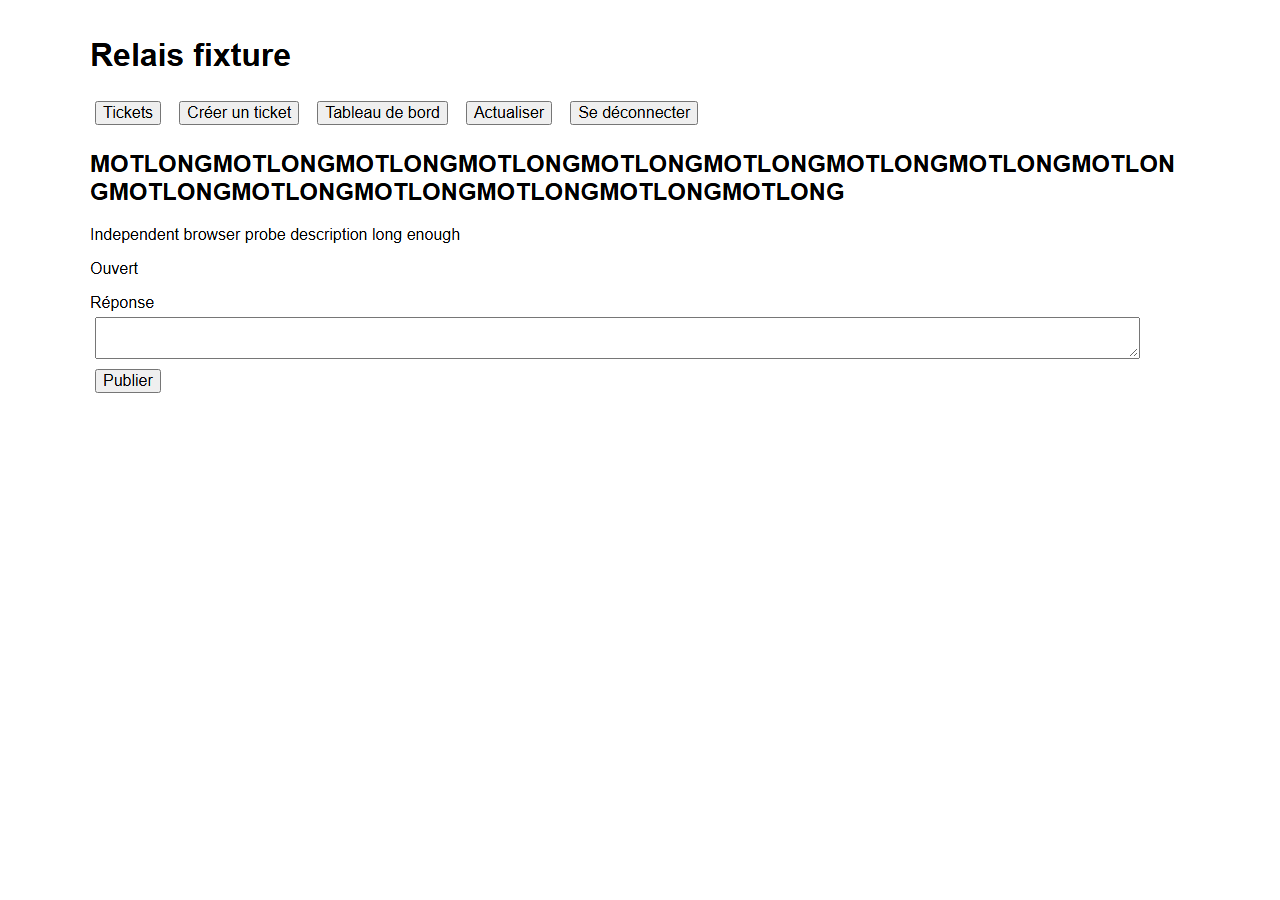 Relais fixture
Tickets Créer un ticket Tableau de bord Actualiser Se déconnecter
MOTLONGMOTLONGMOTLONGMOTLONGMOTLONGMOTLONGMOTLONGMOTLONGMOTLON
GMOTLONGMOTLONGMOTLONGMOTLONGMOTLONGMOTLONG
Independent browser probe description long enough
Ouvert
Réponse
Publier